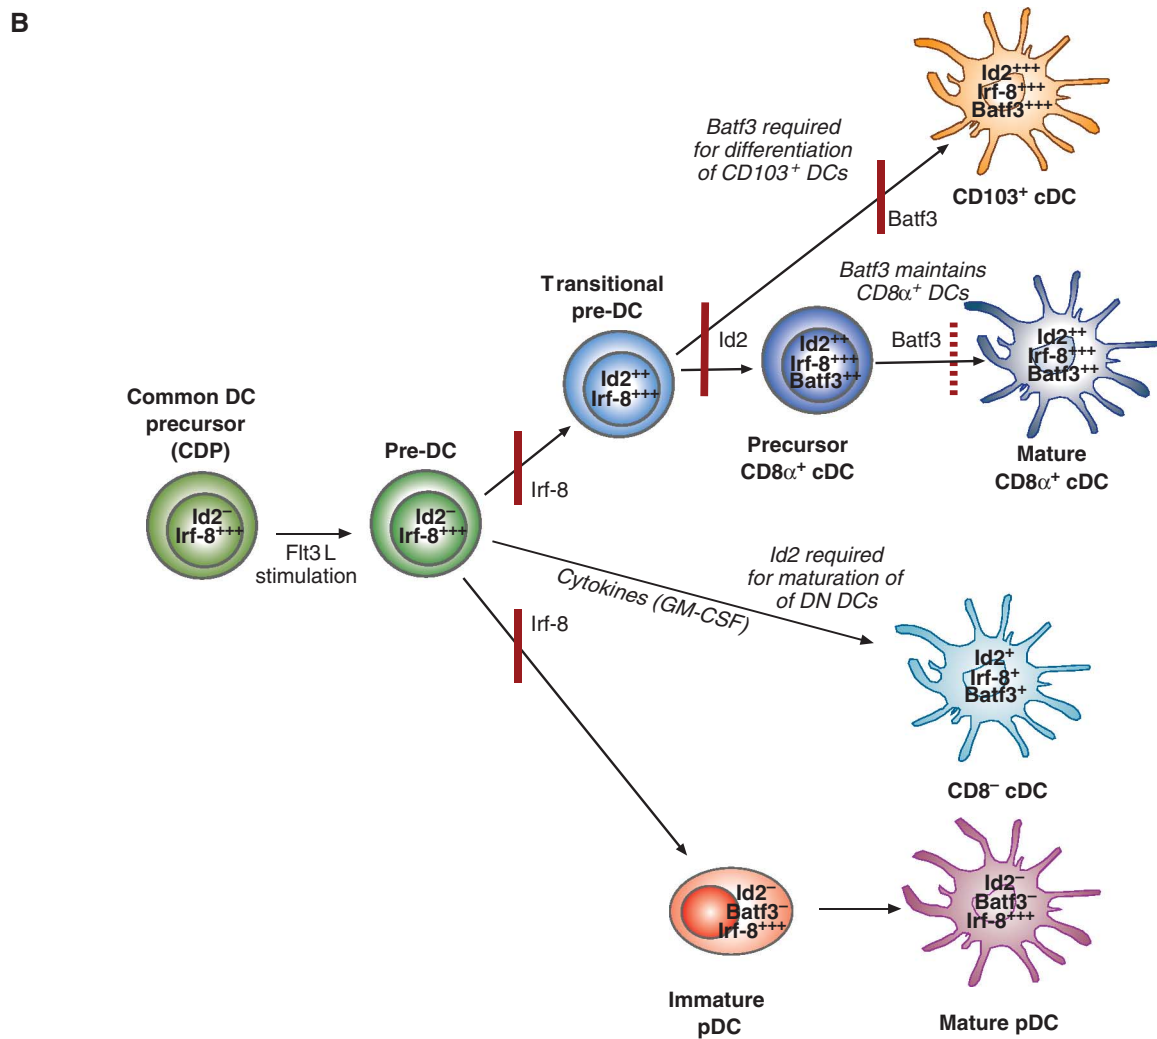 B
Id2+++
Irf-8+++
Batf3+++
CD103+ cDC
Batf3 required
for differentiation
of CD103+ DCs
Batf3
Transitional
pre-DC
Id2++
Irf-8+++
Id2
Id2++
Irf-8+++
Batf3++
Precursor
CD8α+ cDC
Batf3 maintains
CD8α+ DCs
Batf3
Id2++
Irf-8+++
Batf3++
Mature
CD8α+ cDC
Common DC
precursor
(CDP)
Id2–
Irf-8+++
Flt3 L
stimulation
Pre-DC
Id2–
Irf-8+++
Irf-8
Cytokines (GM-CSF)
Id2 required
for maturation of
of DN DCs
Id2+
Irf-8+
Batf3+
CD8– cDC
Irf-8
Id2–
Batf3–
Irf-8+++
Immature
pDC
Id2–
Batf3–
Irf-8+++
Mature pDC